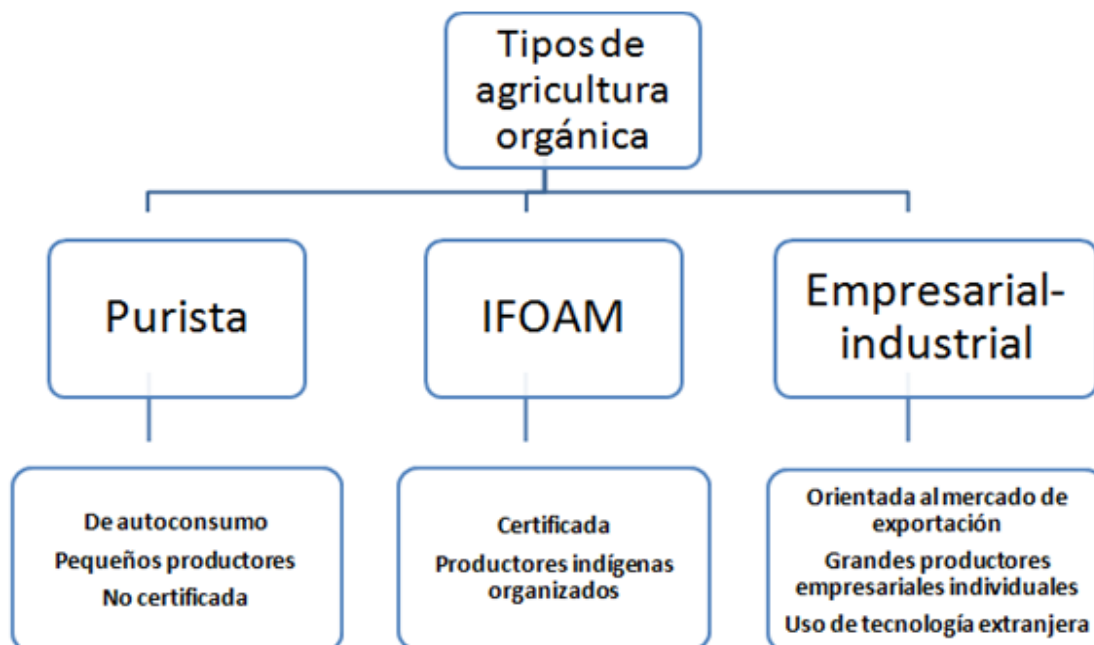 Tipos de
agricultura
orgánica
Purista
IFOAM
Empresarial-
industrial
De autoconsumo
Pequeños productores
No certificada
Certificada
Productores indígenas
organizados
Orientada al mercado de
exportación
Grandes productores
empresariales individuales
Uso de tecnología extranjera